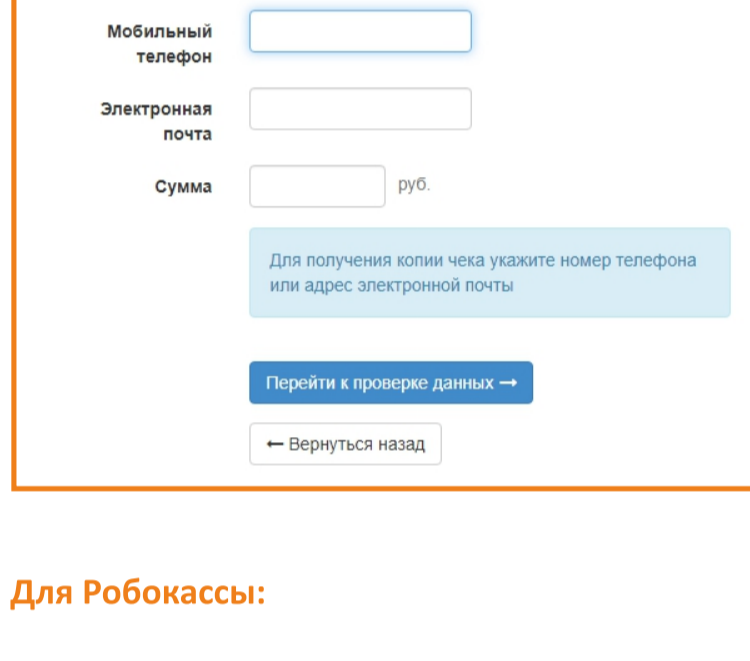 Мобильный
телефон
Электронная
почта
Сумма
руб.
Для получения копии чека укажите номер телефона
или адрес электронной почты
Перейти к проверке данных →
← Вернуться назад
Для Робокассы: